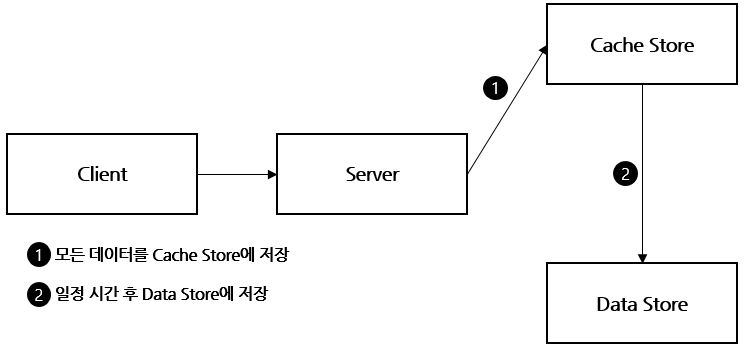 Cache Store
1
Client
Server
2
1 모든 데이터를 Cache Store에 저장
2 일정 시간 후 Data Store에 저장
Data Store